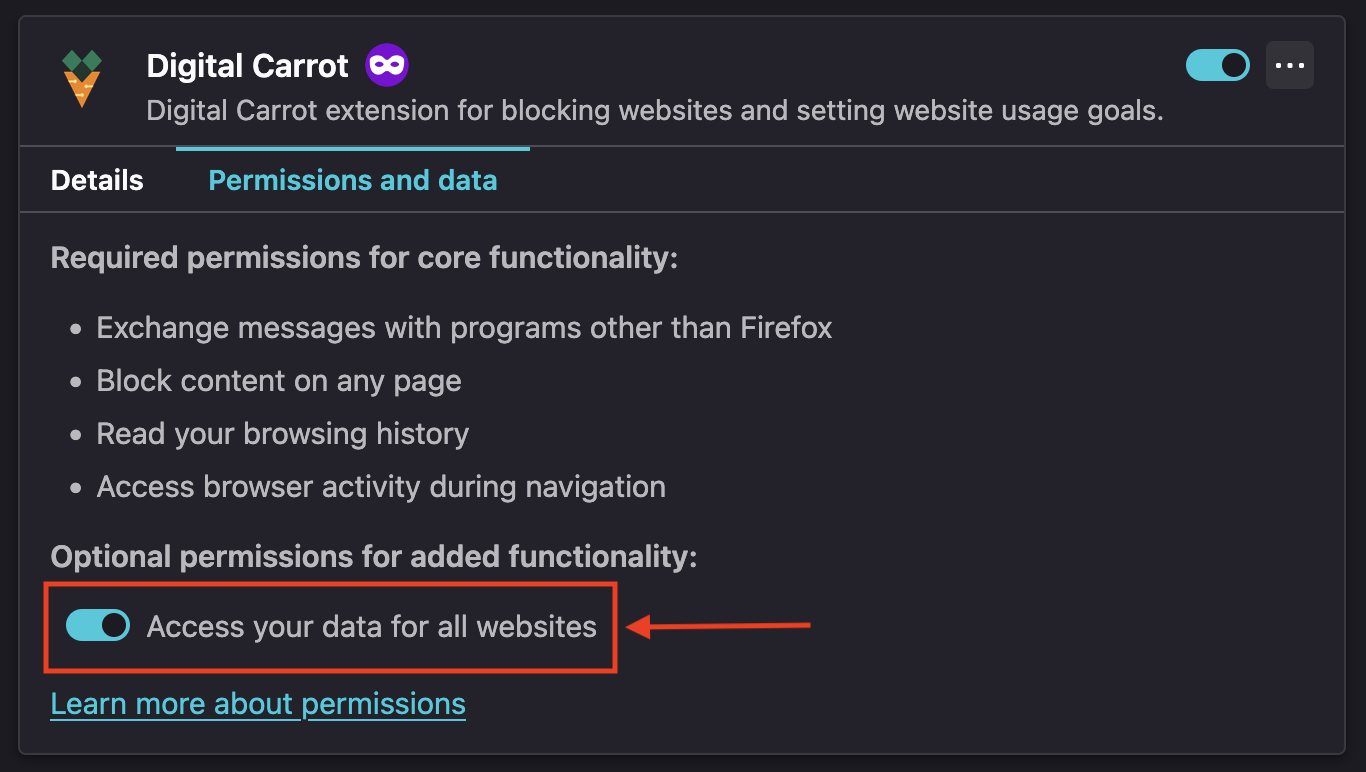 Digital Carrot
Digital Carrot extension for blocking websites and setting website usage goals.
Details
Permissions and data
Required permissions for core functionality:
• Exchange messages with programs other than Firefox
• Block content on any page
• Read your browsing history
• Access browser activity during navigation
Optional permissions for added functionality:
Access your data for all websites
Learn more about permissions